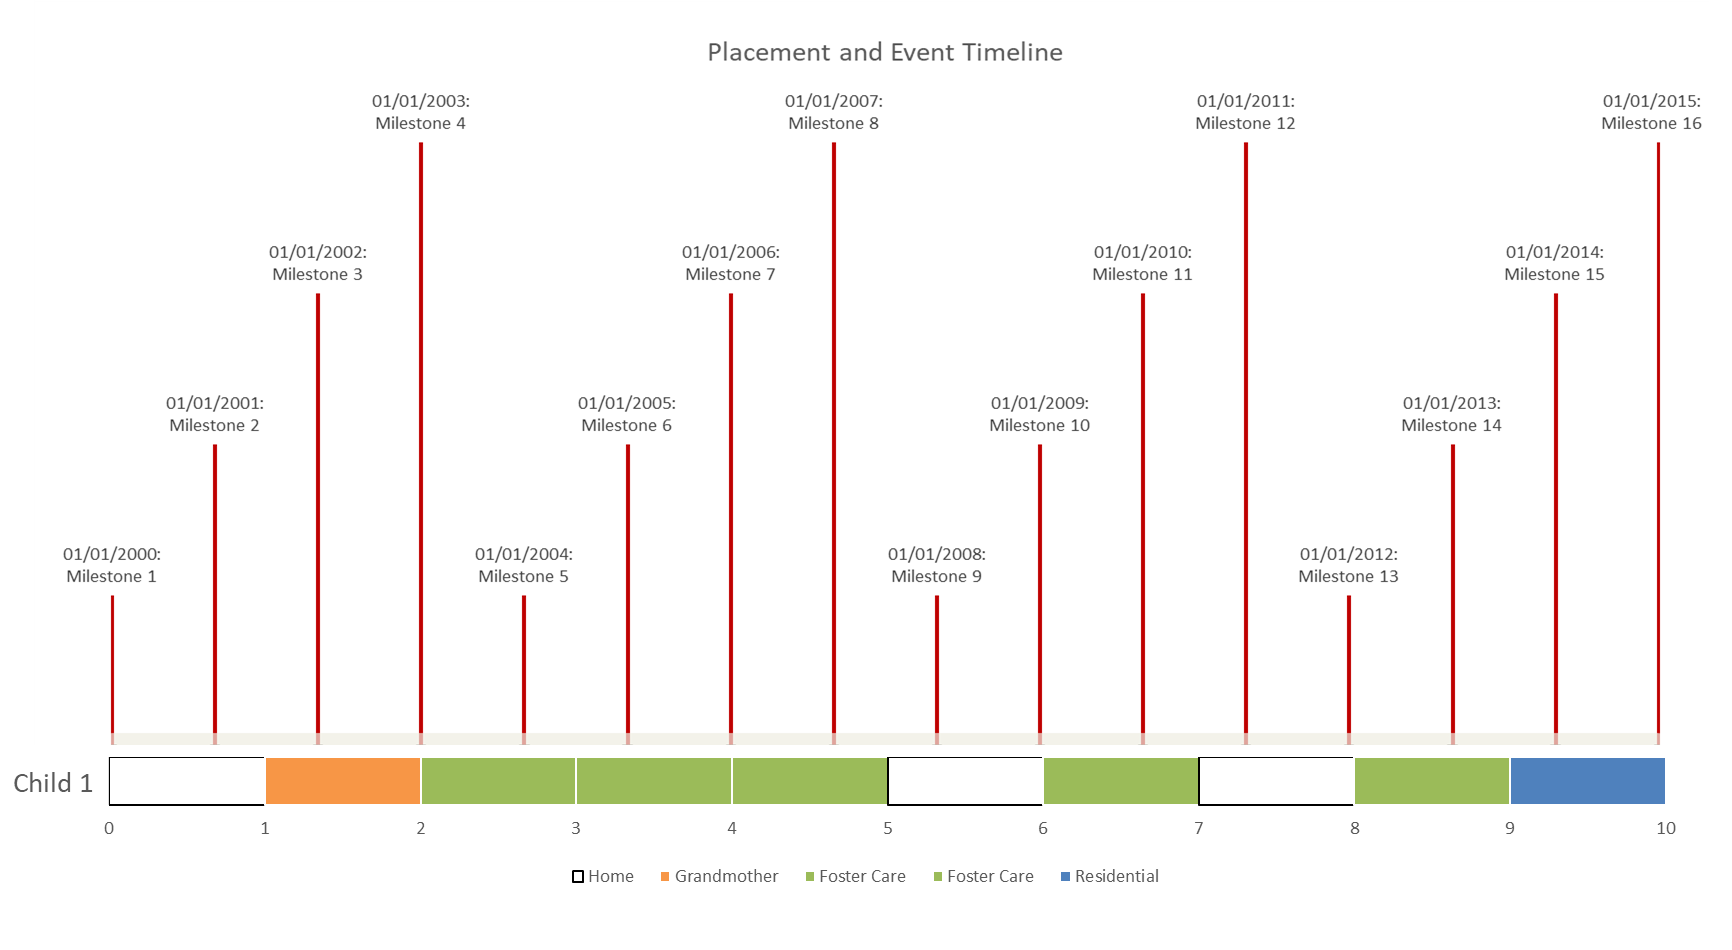 Placement and Event Timeline
01/01/2003:
Milestone 4
01/01/2007:
Milestone 8
01/01/2011:
Milestone 12
01/01/2015:
Milestone 16
01/01/2002:
Milestone 3
01/01/2006:
Milestone 7
01/01/2010:
Milestone 11
01/01/2014:
Milestone 15
01/01/2001:
Milestone 2
01/01/2005:
Milestone 6
01/01/2009:
Milestone 10
01/01/2013:
Milestone 14
01/01/2000:
Milestone 1
01/01/2004:
Milestone 5
01/01/2008:
Milestone 9
01/01/2012:
Milestone 13
Child 1
0 1 2 3 4 5 6 7 8 9 10
Home Grandmother Foster Care Foster Care Residential